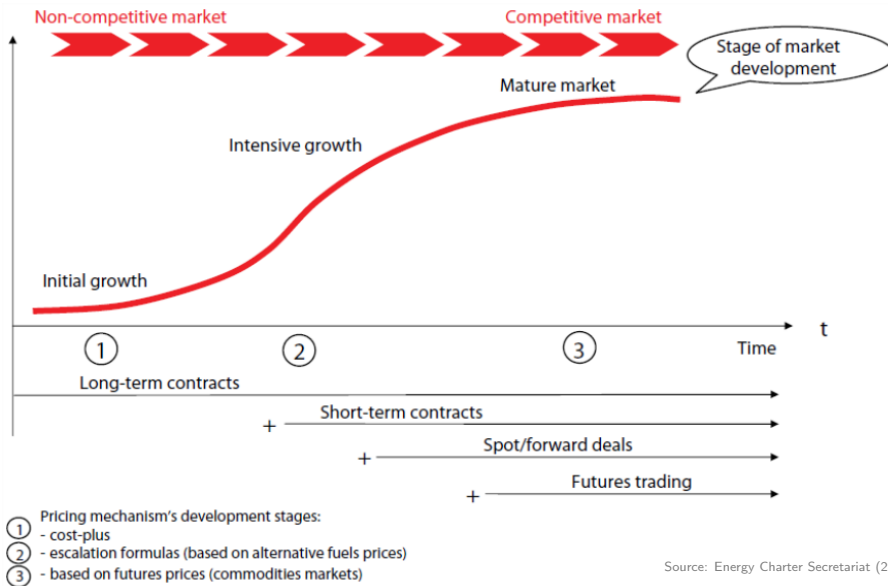 Non-competitive market
Competitive market
Stage of market
development
Mature market
Intensive growth
Initial growth
t
1
2
3
Time
Long-term contracts
+
Short-term contracts
+
Spot/forward deals
+
Futures trading
Pricing mechanism's development stages:
1 - cost-plus
2 - escalation formulas (based on alternative fuels prices)
3 - based on futures prices (commodities markets)
Source: Energy Charter Secretariat (2